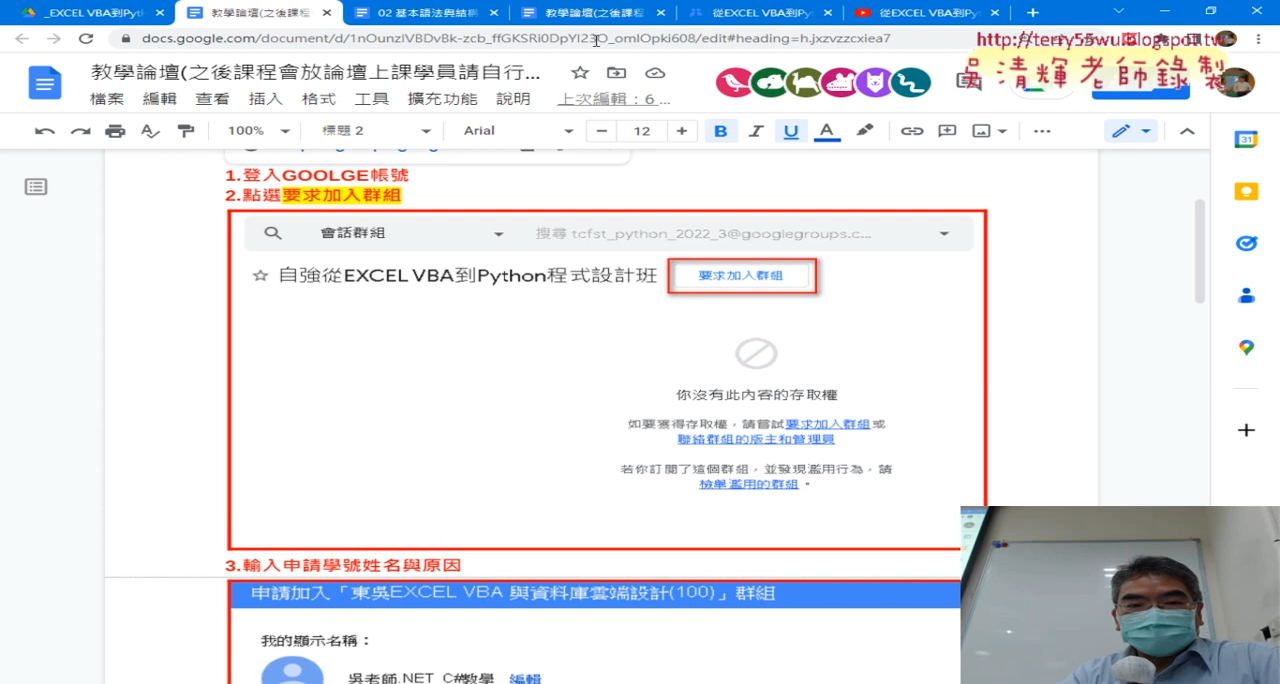 _EXCEL VBA到Pyth
教學論壇(之後課程
02 基本語法與結構
教學論壇(之後課程
從EXCEL VBA到Py
從EXCEL VBA到Py
http://terry55wu.blogspot.tw
吳清輝老師錄製
教學論壇(之後課程會放論壇上課學員請自行...
檔案 編輯 查看 插入 格式 工具 擴充功能 說明 上次編輯：6 ...
100% 標題 2 Arial 12 B I U A
1.登入GOOLGE帳號
2.點選要求加入群組
會話群組 搜尋 tcfst_python_2022_3@googlegroups.c...
自強從EXCEL VBA到Python程式設計班 要求加入群組
你沒有此內容的存取權
如要獲得存取權，請嘗試要求加入群組或
聯絡群組的版主和管理員
若你訂閱了這個群組，並發現濫用行為，請
檢舉濫用的群組。
3.輸入申請學號姓名與原因
申請加入「東吳EXCEL VBA 與資料庫雲端設計(100)」群組
我的顯示名稱：
吳老師.NET C#教學 編輯
31